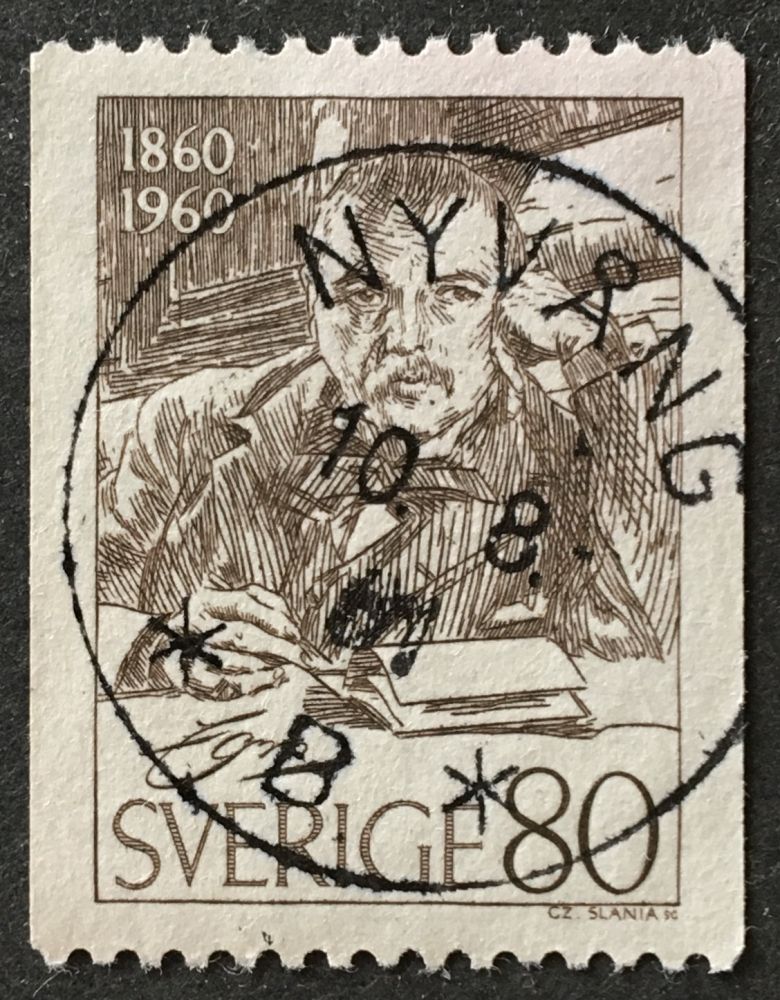 1860
1960
NYVÅNG
10. 8.
* B *
SVERIGE 80
CZ. SLANIA SC